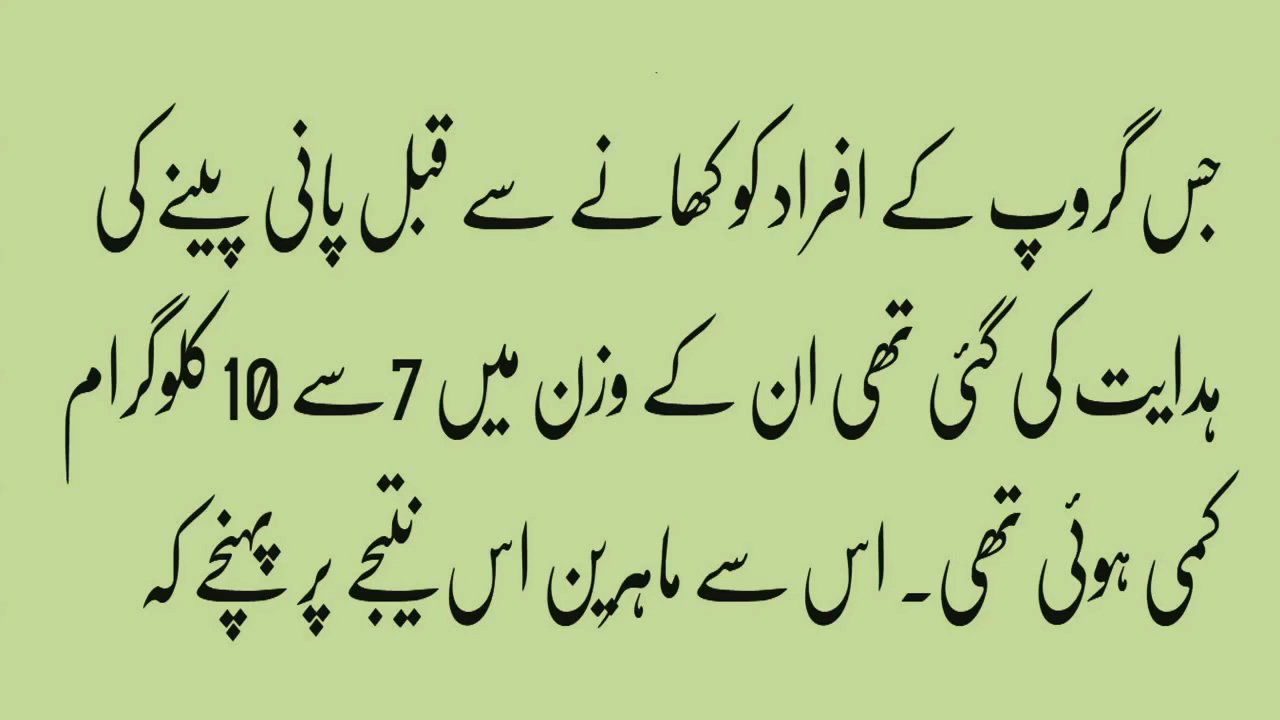 جس گروپ کے افراد کو کھانے سے قبل پانی پینے کی
ہدایت کی گئی تھی ان کے وزن میں 7 سے 10 کلوگرام
کمی ہوئی تھی۔ اس سے ماہرین اس نتیجے پر پہنچے کہ